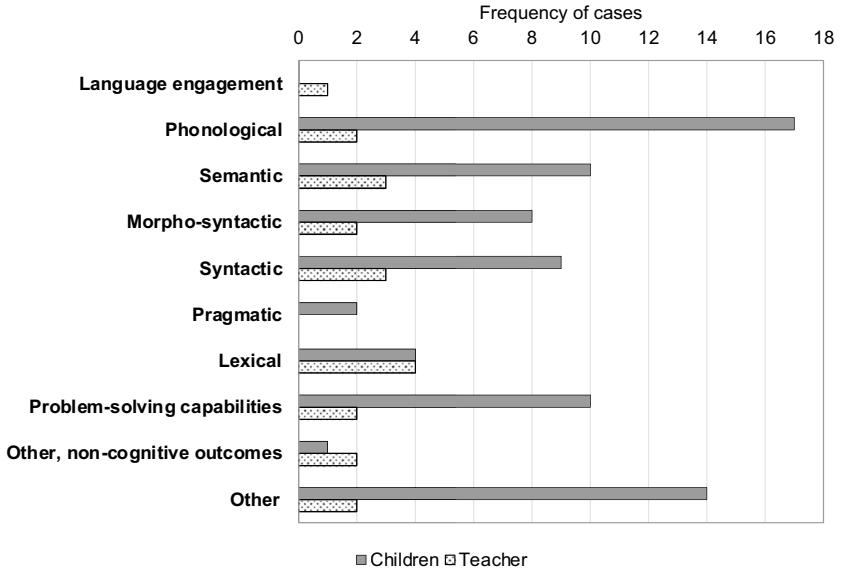 Frequency of cases
0 2 4 6 8 10 12 14 16 18
Language engagement
Phonological
Semantic
Morpho-syntactic
Syntactic
Pragmatic
Lexical
Problem-solving capabilities
Other, non-cognitive outcomes
Other
Children Teacher